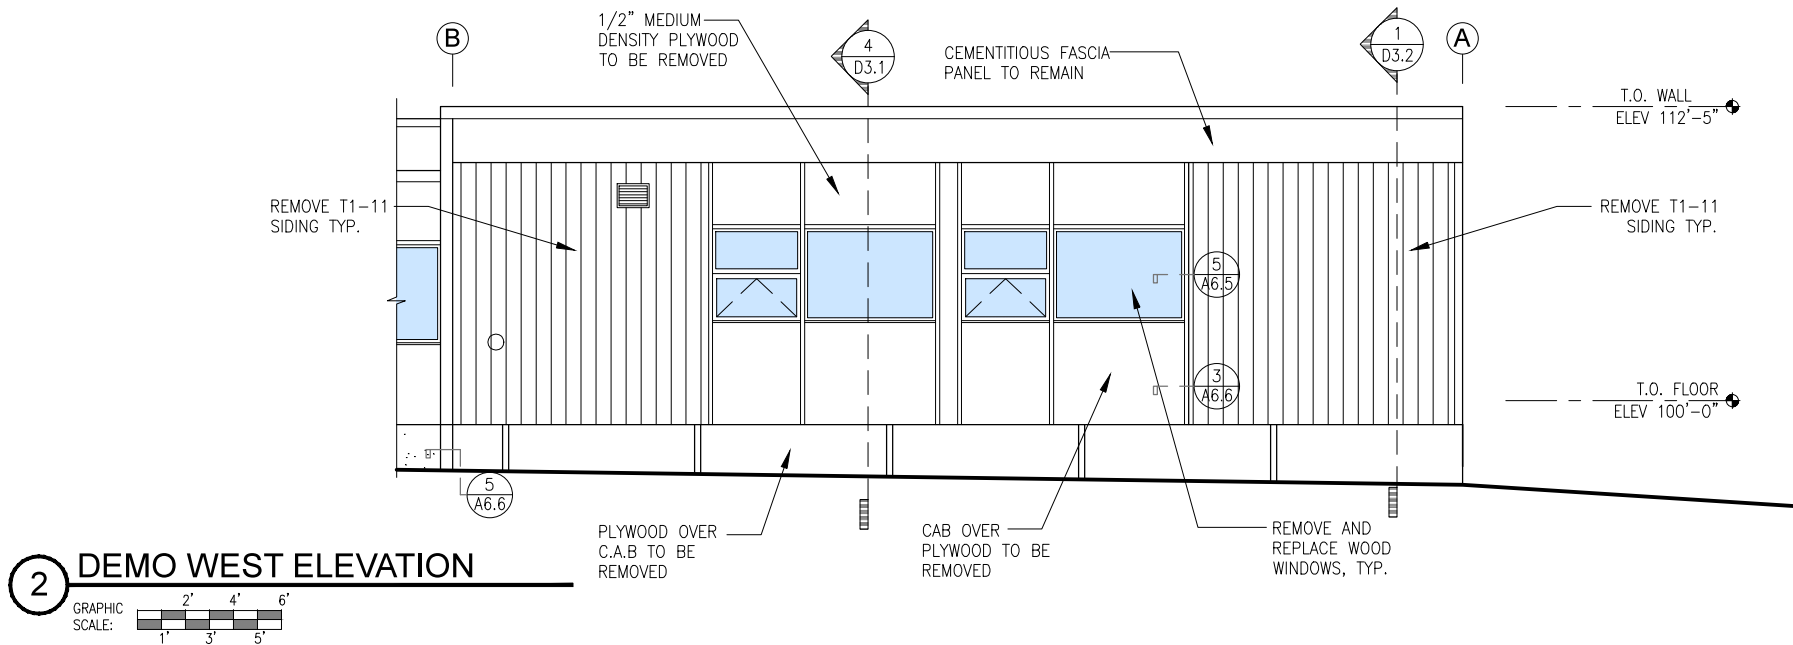 1/2" MEDIUM
DENSITY PLYWOOD
TO BE REMOVED
B
4
D3.1
CEMENTITIOUS FASCIA
PANEL TO REMAIN
1
D3.2
A
T.O. WALL
ELEV 112'-5"
REMOVE T1-11
SIDING TYP.
REMOVE T1-11
SIDING TYP.
5
A6.5
3
A6.6
T.O. FLOOR
ELEV 100'-0"
5
A6.6
PLYWOOD OVER
C.A.B TO BE
REMOVED
CAB OVER
PLYWOOD TO BE
REMOVED
REMOVE AND
REPLACE WOOD
WINDOWS, TYP.
2
DEMO WEST ELEVATION
GRAPHIC
SCALE:
2' 4' 6'
1' 3' 5'